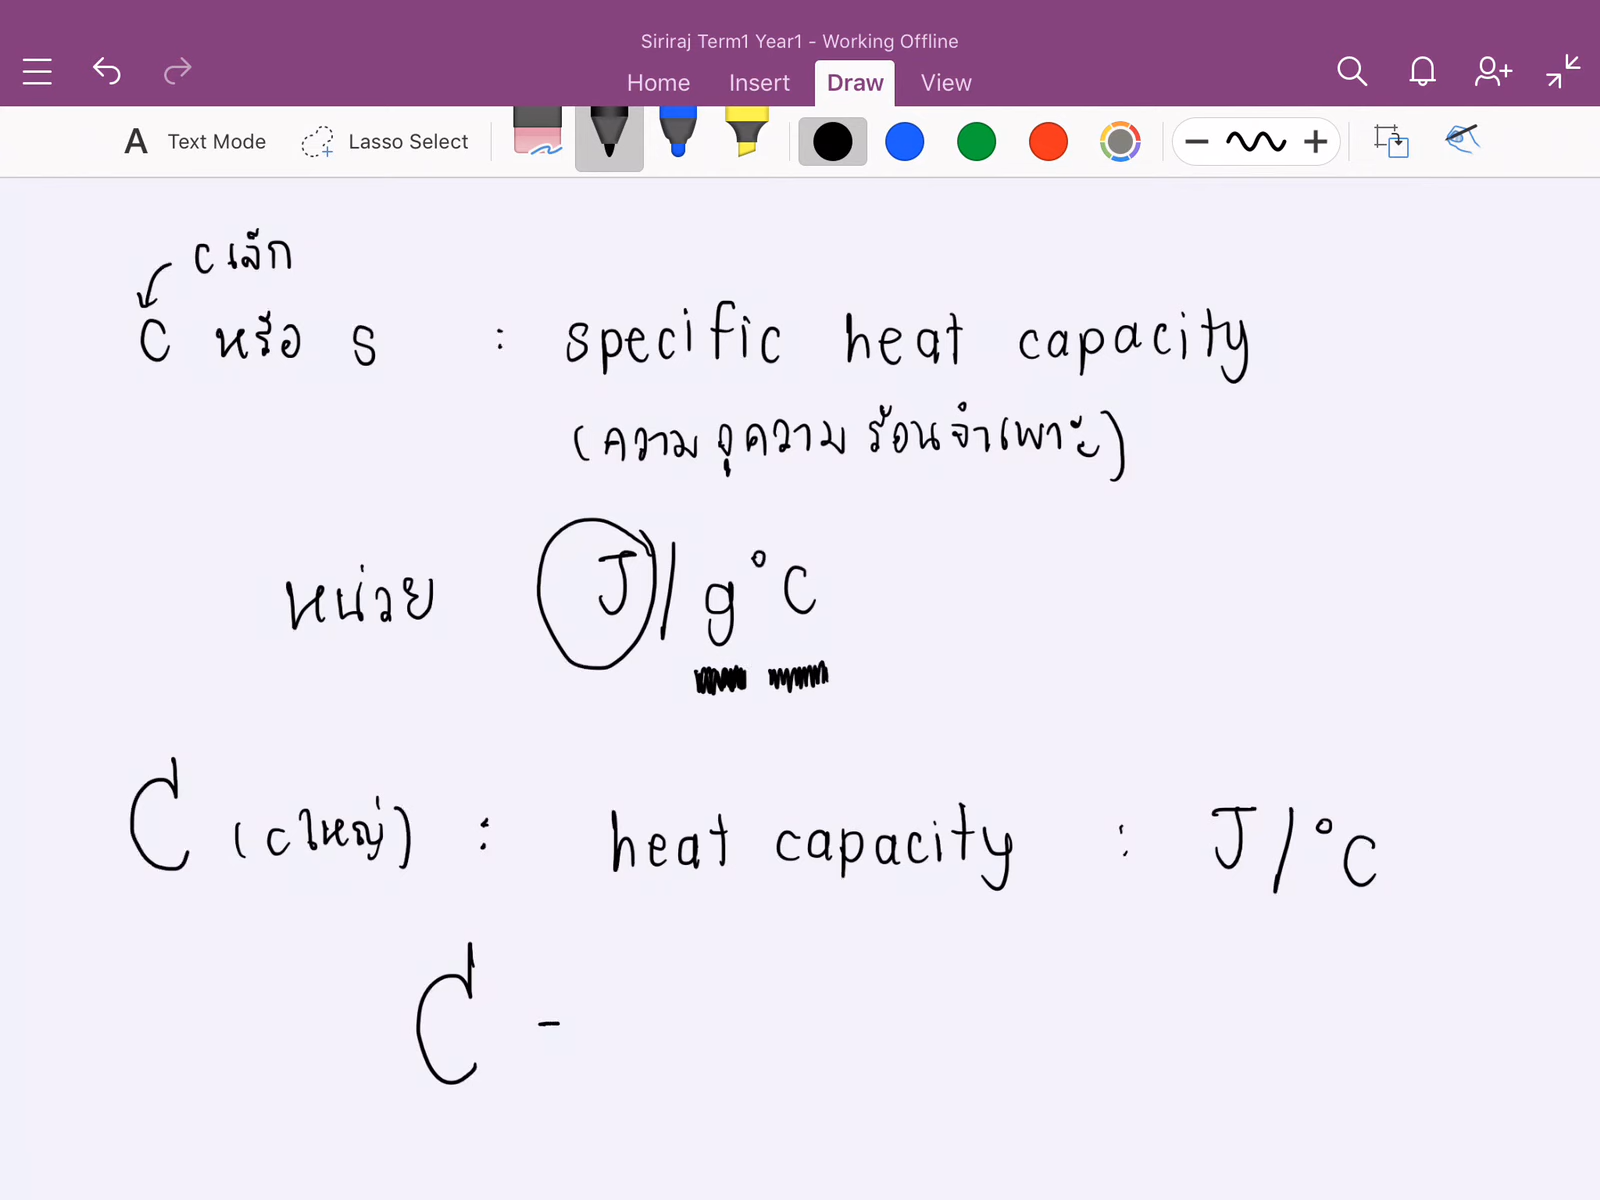 Siriraj Term1 Year1 - Working Offline
Home Insert Draw View
A Text Mode Lasso Select
c เล็ก
c หรือ s : specific heat capacity
(ความจุความร้อนจำเพาะ)
หน่วย J/g°C
C (c ใหญ่) : heat capacity : J/°C
C -